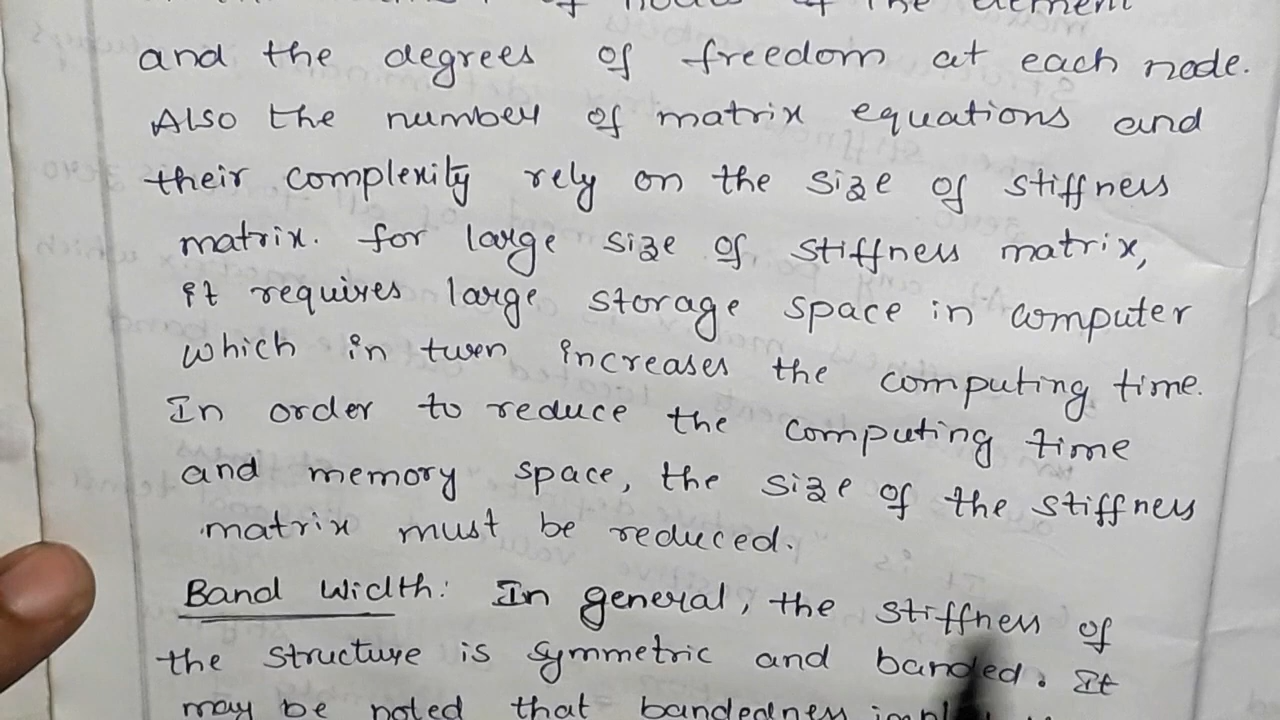 of the element
and the degrees of freedom at each node.
Also the number of matrix equations and
their complexity rely on the size of stiffness
matrix. for large size of stiffness matrix,
it requires large storage space in computer
which in turn increases the computing time.
In order to reduce the computing time
and memory space, the size of the stiffness
matrix must be reduced.
Band Width: In general, the stiffness of
the structure is symmetric and banded. It
may be noted that bandedness